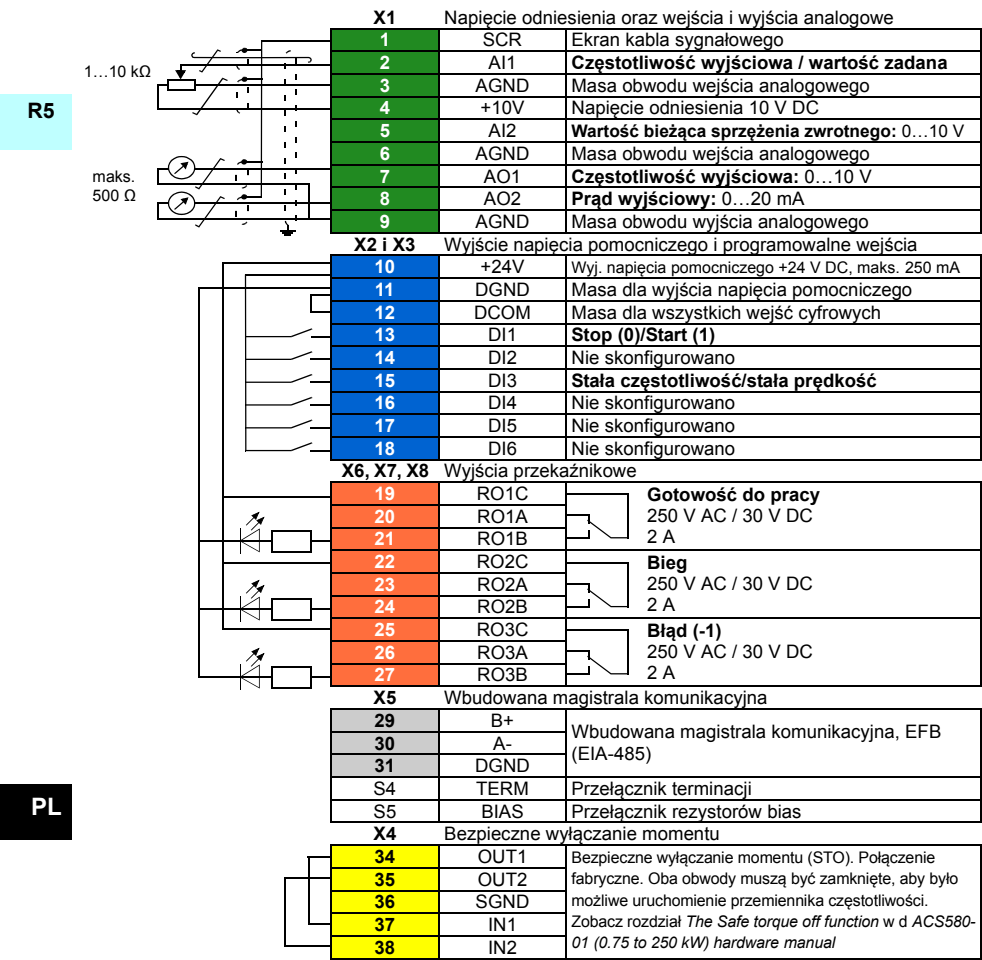 X1 Napięcie odniesienia oraz wejścia i wyjścia analogowe
1 SCR Ekran kabla sygnałowego
2 AI1 Częstotliwość wyjściowa / wartość zadana
1…10 kΩ
3 AGND Masa obwodu wejścia analogowego
R5
4 +10V Napięcie odniesienia 10 V DC
5 AI2 Wartość bieżąca sprzężenia zwrotnego: 0…10 V
6 AGND Masa obwodu wejścia analogowego
maks.
500 Ω
7 AO1 Częstotliwość wyjściowa: 0…10 V
8 AO2 Prąd wyjściowy: 0…20 mA
9 AGND Masa obwodu wyjścia analogowego
X2 i X3 Wyjście napięcia pomocniczego i programowalne wejścia
10 +24V Wyj. napięcia pomocniczego +24 V DC, maks. 250 mA
11 DGND Masa dla wyjścia napięcia pomocniczego
12 DCOM Masa dla wszystkich wejść cyfrowych
13 DI1 Stop (0)/Start (1)
14 DI2 Nie skonfigurowano
15 DI3 Stała częstotliwość/stała prędkość
16 DI4 Nie skonfigurowano
17 DI5 Nie skonfigurowano
18 DI6 Nie skonfigurowano
X6, X7, X8 Wyjścia przekaźnikowe
19 RO1C Gotowość do pracy
20 RO1A 250 V AC / 30 V DC
21 RO1B 2 A
22 RO2C Bieg
23 RO2A 250 V AC / 30 V DC
24 RO2B 2 A
25 RO3C Błąd (-1)
26 RO3A 250 V AC / 30 V DC
27 RO3B 2 A
X5 Wbudowana magistrala komunikacyjna
29 B+
30 A-
31 DGND
Wbudowana magistrala komunikacyjna, EFB
(EIA-485)
S4 TERM Przełącznik terminacji
PL
S5 BIAS Przełącznik rezystorów bias
X4 Bezpieczne wyłączanie momentu
34 OUT1
35 OUT2
36 SGND
37 IN1
38 IN2
Bezpieczne wyłączanie momentu (STO). Połączenie
fabryczne. Oba obwody muszą być zamknięte, aby było
możliwe uruchomienie przemiennika częstotliwości.
Zobacz rozdział The Safe torque off function w d ACS580-
01 (0.75 to 250 kW) hardware manual